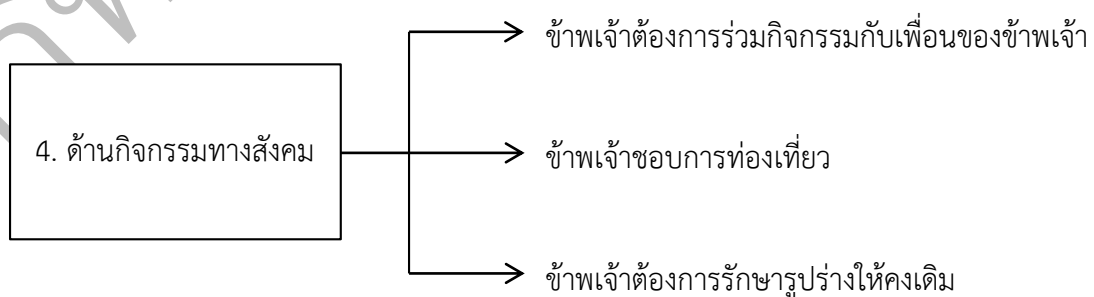 ข้าพเจ้าต้องการร่วมกิจกรรมกับเพื่อนของข้าพเจ้า
4. ด้านกิจกรรมทางสังคม
ข้าพเจ้าชอบการท่องเที่ยว
ข้าพเจ้าต้องการรักษารูปร่างให้คงเดิม